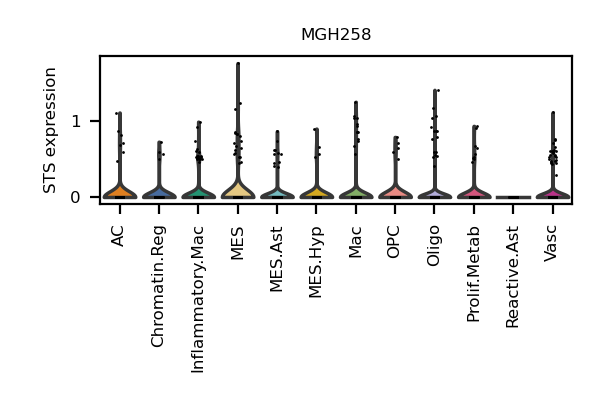 MGH258
STS expression
1
0
AC
Chromatin.Reg
Inflammatory.Mac
MES
MES.Ast
MES.Hyp
Mac
OPC
Oligo
Prolif.Metab
Reactive.Ast
Vasc